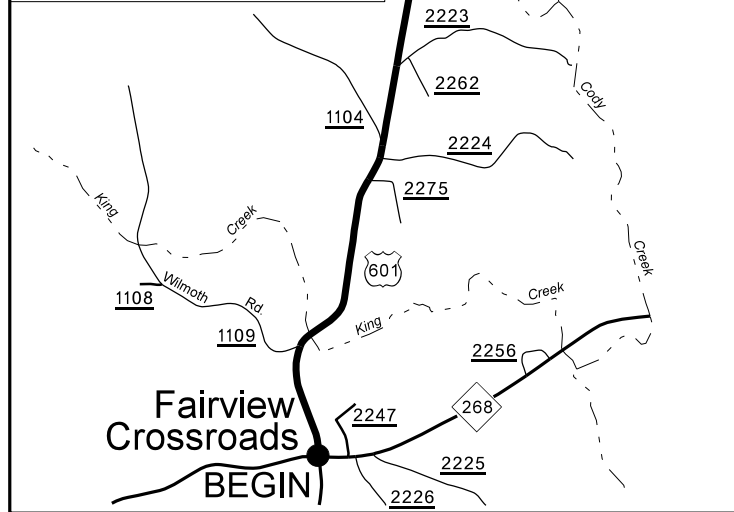 2223
Cody
2262
1104
2224
2275
King
Creek
601
Creek
Wilmoth
Rd.
1108
Creek
King
1109
2256
268
Fairview
Crossroads
2247
BEGIN
2225
2226